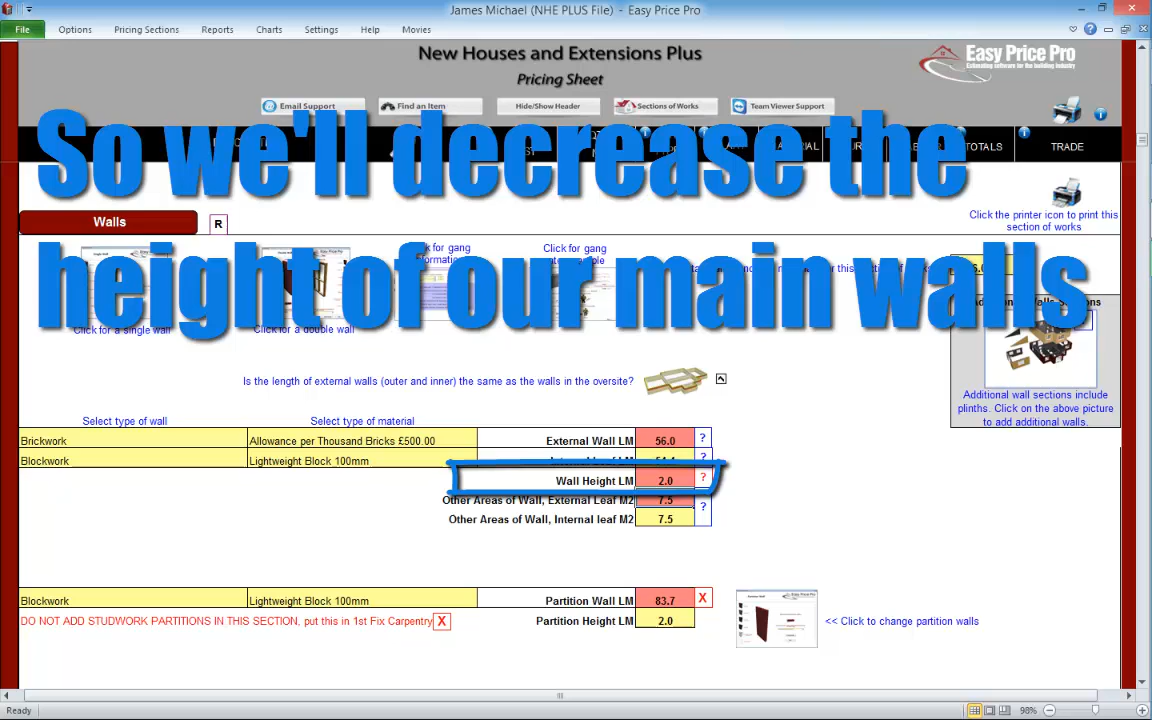 James Michael (NHE PLUS File) - Easy Price Pro
File Options Pricing Sections Reports Charts Settings Help Movies
New Houses and Extensions Plus
Pricing Sheet
Easy Price Pro
Estimating software for the building industry
Email Support Find an Item Hide/Show Header Sections of Works Team Viewer Support
So we'll decrease the
TOTALS TRADE
Click the printer icon to print this
section of works
Walls R
height of our main walls
Click for gang
Click for a single wall Click for a double wall
Is the length of external walls (outer and inner) the same as the walls in the oversite?
Additional wall sections include
plinths. Click on the above picture
to add additional walls.
Select type of wall Select type of material
Brickwork Allowance per Thousand Bricks £500.00 External Wall LM 56.0 ?
Blockwork Lightweight Block 100mm Internal Leaf LM ?
Wall Height LM 2.0 ?
Other Areas of Wall, External Leaf M2 7.5 ?
Other Areas of Wall, Internal leaf M2 7.5
Blockwork Lightweight Block 100mm Partition Wall LM 83.7 X
DO NOT ADD STUDWORK PARTITIONS IN THIS SECTION, put this in 1st Fix Carpentry X Partition Height LM 2.0 << Click to change partition walls
Ready 98%